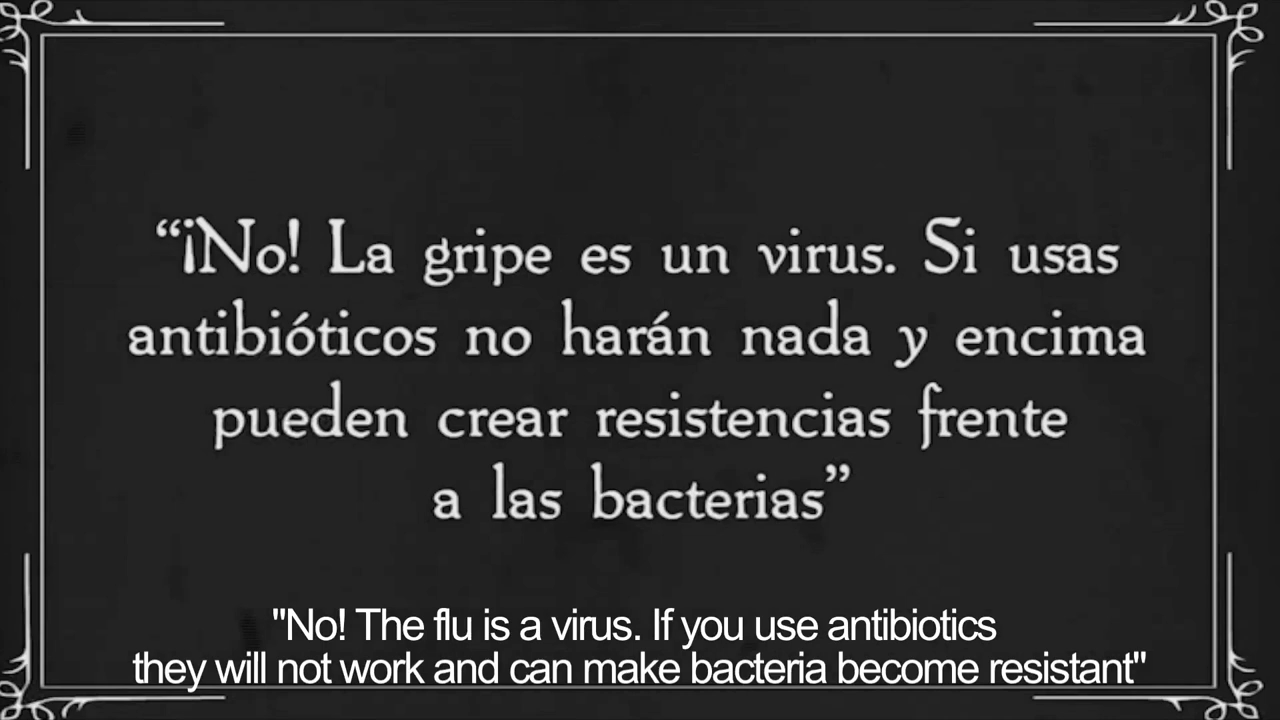 “¡No! La gripe es un virus. Si usas
antibióticos no harán nada y encima
pueden crear resistencias frente
a las bacterias”
"No! The flu is a virus. If you use antibiotics
they will not work and can make bacteria become resistant"